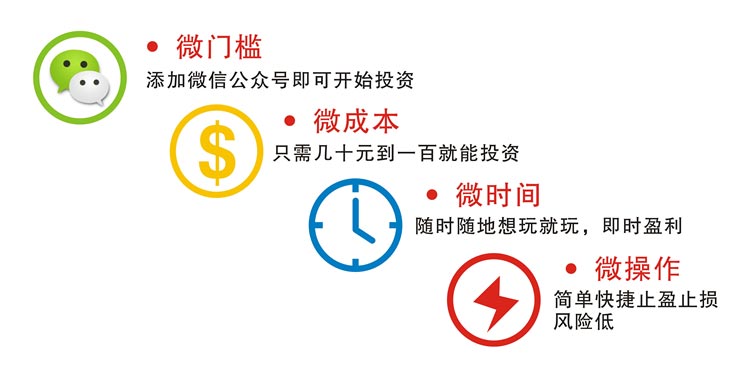 • 微门槛
添加微信公众号即可开始投资
$
• 微成本
只需几十元到一百就能投资
• 微时间
随时随地想玩就玩，即时盈利
• 微操作
简单快捷止盈止损
风险低